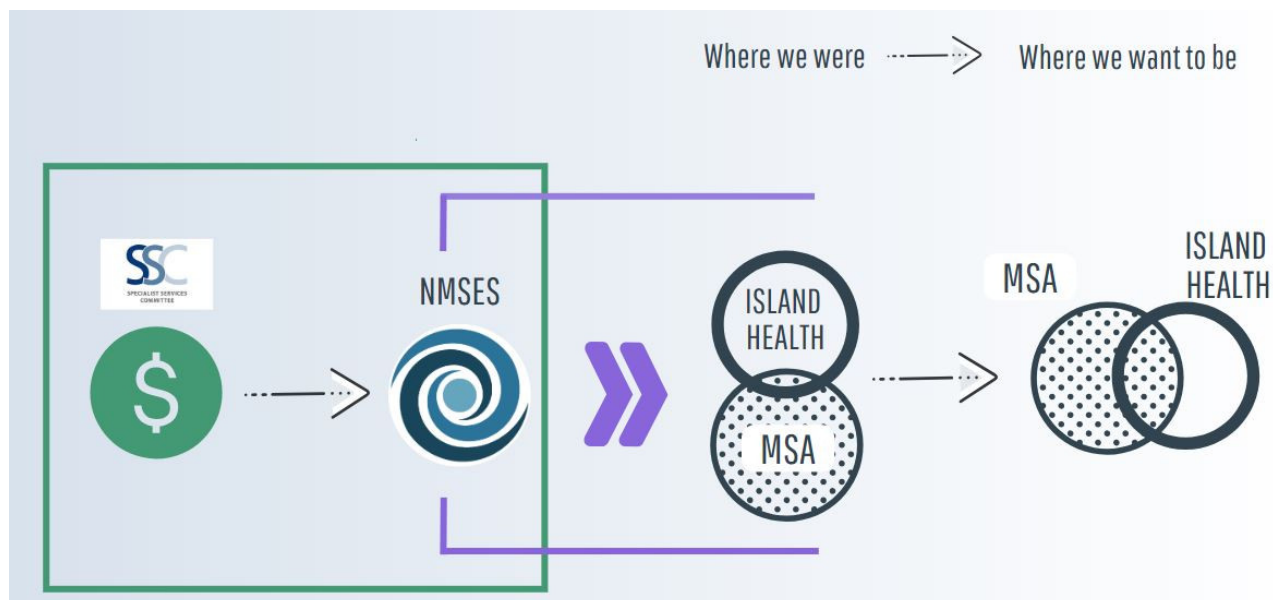 Where we were
Where we want to be
SSC
SPECIALIST SERVICES
COMMITTEE
$
NMSES
ISLAND
HEALTH
MSA
MSA
ISLAND
HEALTH